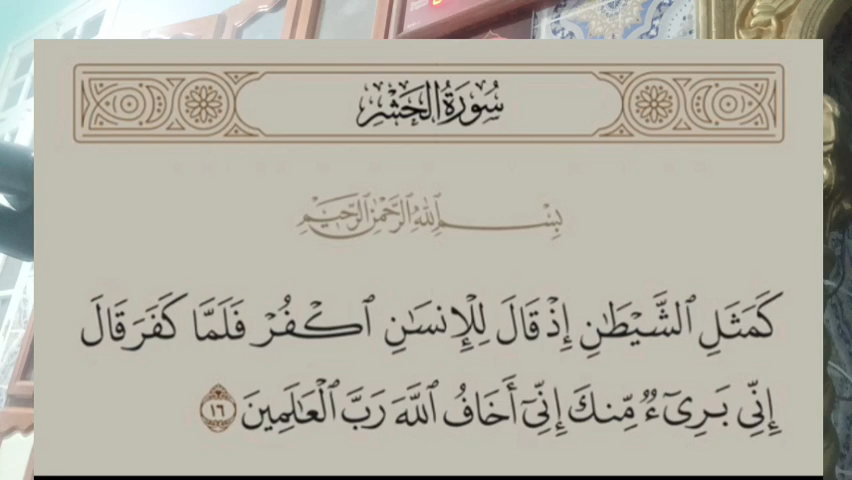 سُورَةُ الحَشْرِ
بِسْمِ ٱللَّهِ ٱلرَّحْمَٰنِ ٱلرَّحِيمِ
كَمَثَلِ ٱلشَّيْطَٰنِ إِذْ قَالَ لِلْإِنسَٰنِ ٱكْفُرْ فَلَمَّا كَفَرَ قَالَ
إِنِّى بَرِىٓءٌ مِّنكَ إِنِّىٓ أَخَافُ ٱللَّهَ رَبَّ ٱلْعَٰلَمِينَ ١٦